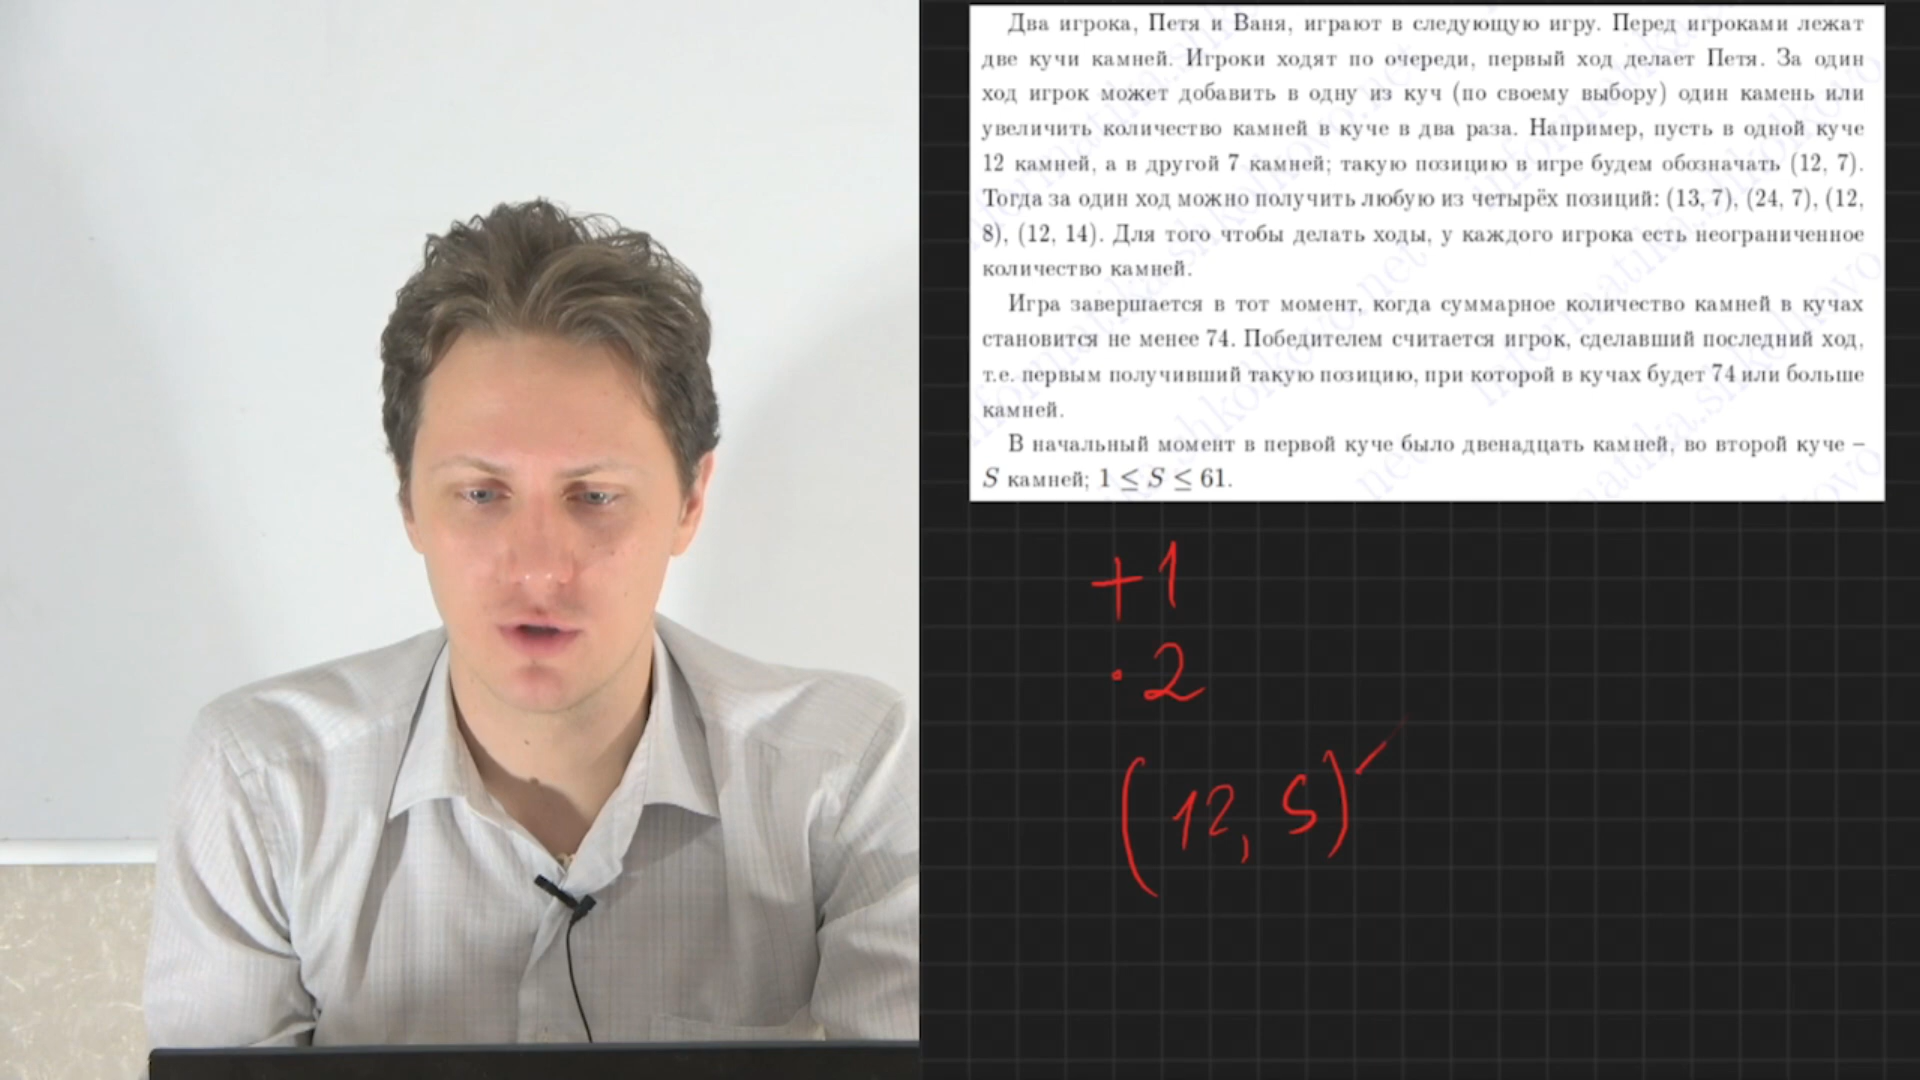 Два игрока, Петя и Ваня, играют в следующую игру. Перед игроками лежат
две кучи камней. Игроки ходят по очереди, первый ход делает Петя. За один
ход игрок может добавить в одну из куч (по своему выбору) один камень или
увеличить количество камней в куче в два раза. Например, пусть в одной куче
12 камней, а в другой 7 камней; такую позицию в игре будем обозначать (12, 7).
Тогда за один ход можно получить любую из четырёх позиций: (13, 7), (24, 7), (12,
8), (12, 14). Для того чтобы делать ходы, у каждого игрока есть неограниченное
количество камней.
Игра завершается в тот момент, когда суммарное количество камней в кучах
становится не менее 74. Победителем считается игрок, сделавший последний ход,
т.е. первым получивший такую позицию, при которой в кучах будет 74 или больше
камней.
В начальный момент в первой куче было двенадцать камней, во второй куче –
S камней; 1 ≤ S ≤ 61.
+1
·2
(12, S)